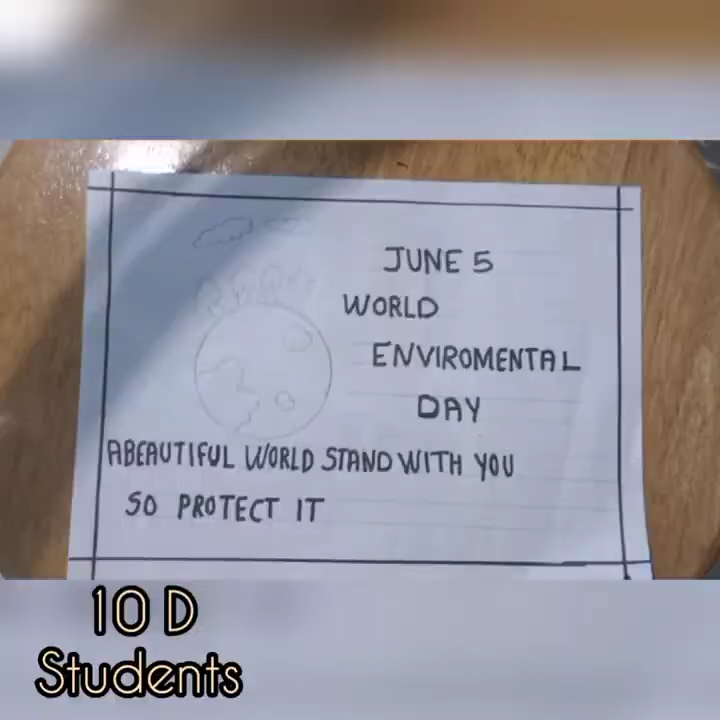 JUNE 5
WORLD
ENVIROMENTAL
DAY
ABEAUTIFUL WORLD STAND WITH YOU
SO PROTECT IT
10 D
Students